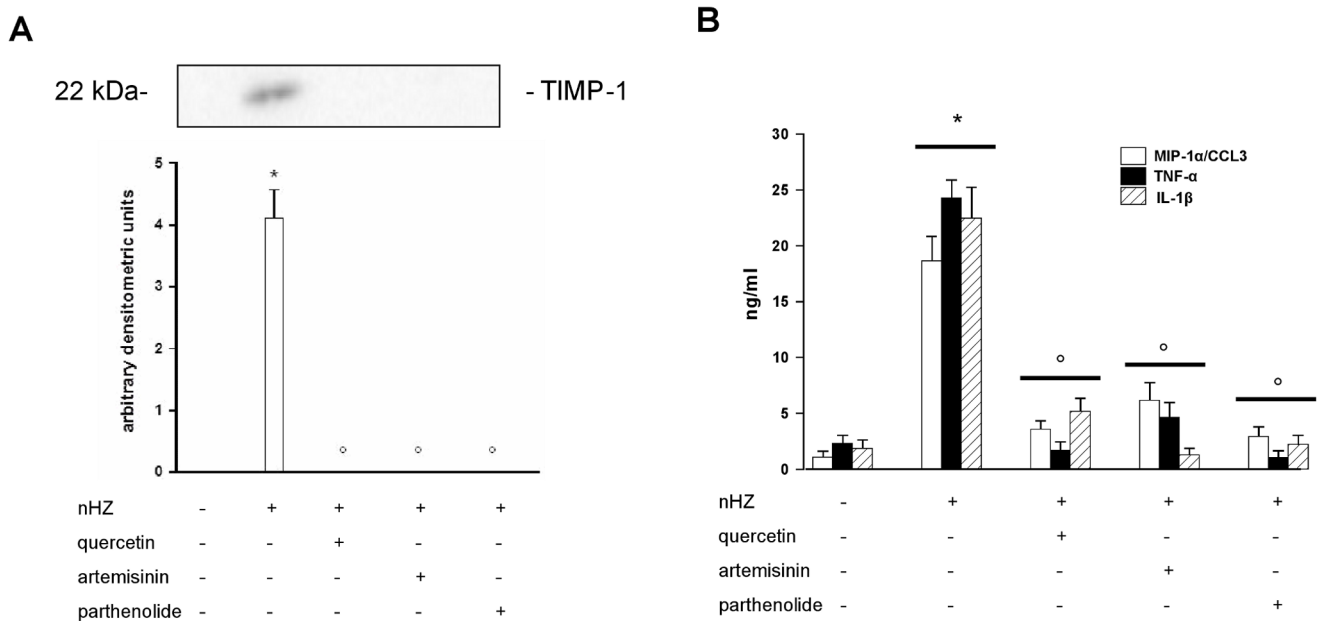 A
22 kDa-
- TIMP-1
arbitrary densitometric units
5
4
3
2
1
0
*
° ° °
nHZ - + + + +
quercetin - - + - -
artemisinin - - - + -
parthenolide - - - - +
B
ng/ml
30
25
20
15
10
5
0
*
° ° °
MIP-1α/CCL3
TNF-α
IL-1β
nHZ - + + + +
quercetin - - + - -
artemisinin - - - + -
parthenolide - - - - +